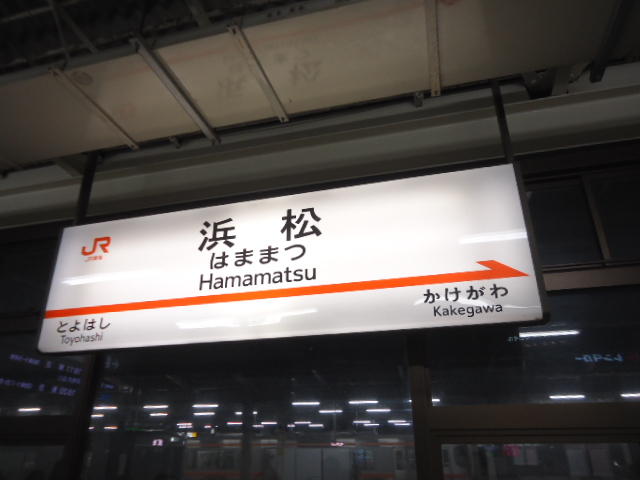 JR
浜松
はままつ
Hamamatsu
とよはし
Toyohashi
かけがわ
Kakegawa